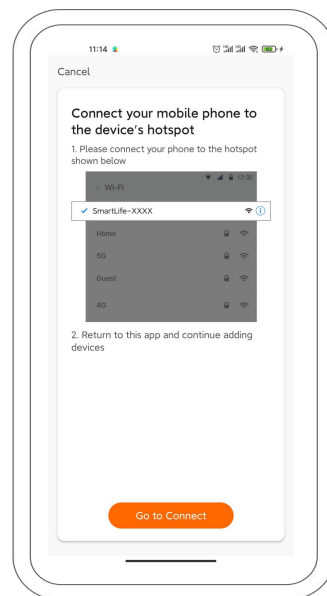 11:14
Cancel
Connect your mobile phone to
the device's hotspot
1. Please connect your phone to the hotspot
shown below
12:30
< Wi-Fi
SmartLife-XXXX
Home
5G
Guest
4G
2. Return to this app and continue adding
devices
Go to Connect